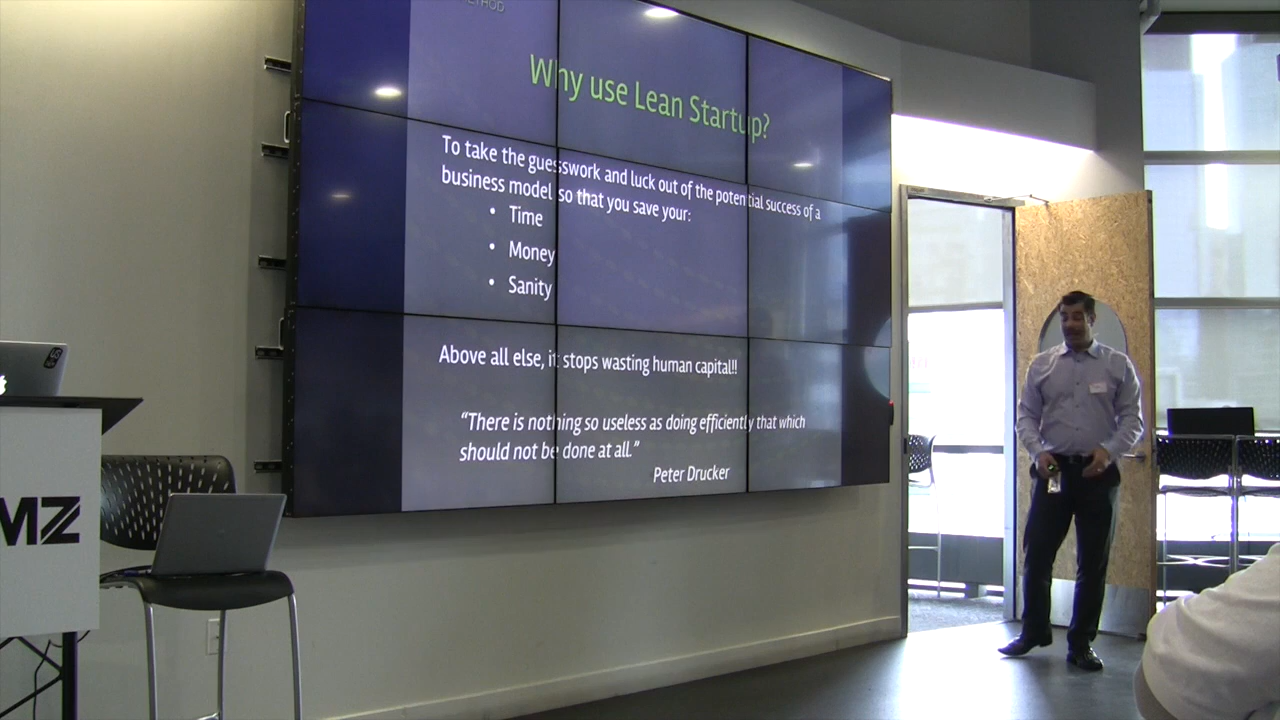 Why use Lean Startup?
To take the guesswork and luck out of the potential success of a
business model so that you save your:
• Time
• Money
• Sanity
Above all else, it stops wasting human capital!!
“There is nothing so useless as doing efficiently that which
should not be done at all.”
Peter Drucker
MZ